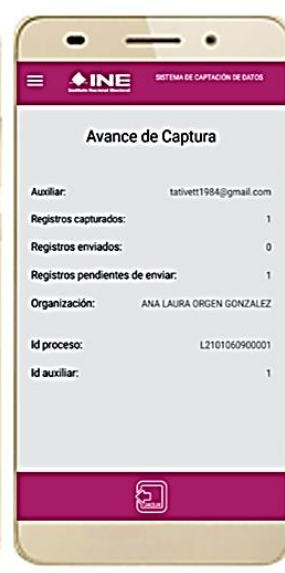 INE
Instituto Nacional Electoral
SISTEMA DE CAPTACIÓN DE DATOS
Avance de Captura
Auxiliar: tativett1984@gmail.com
Registros capturados: 1
Registros enviados: 0
Registros pendientes de enviar: 1
Organización: ANA LAURA ORGEN GONZALEZ
Id proceso: L2101060900001
Id auxiliar: 1